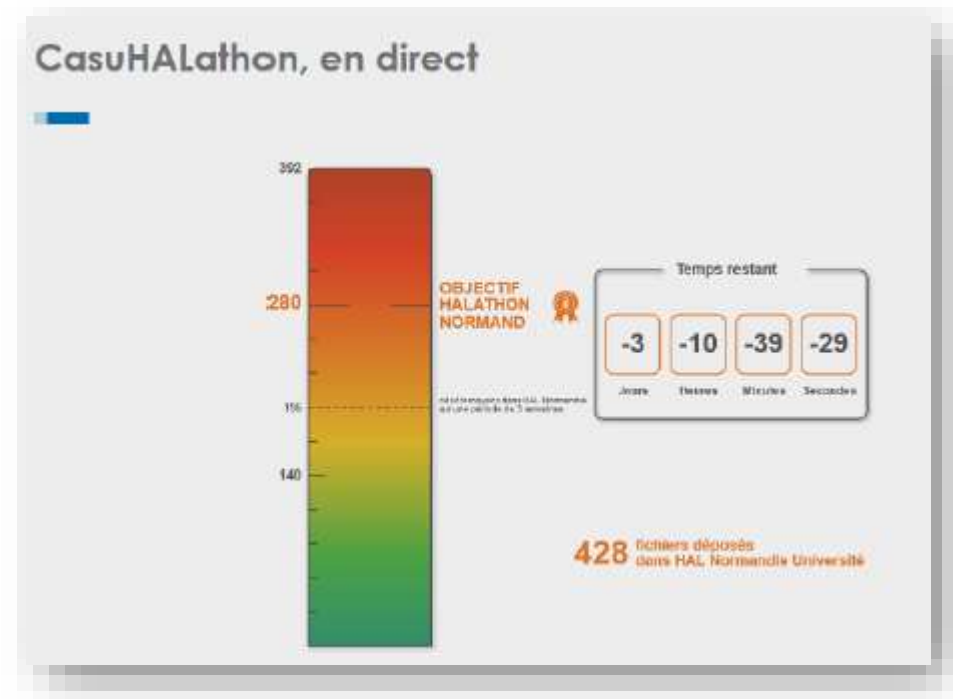 CasuHALathon, en direct
392
280
OBJECTIF
HALATHON
NORMAND
140
Temps restant
-3 -10 -39 -29
Jours Heures Minutes Secondes
428 fichiers déposés
dans HAL Normandie Université